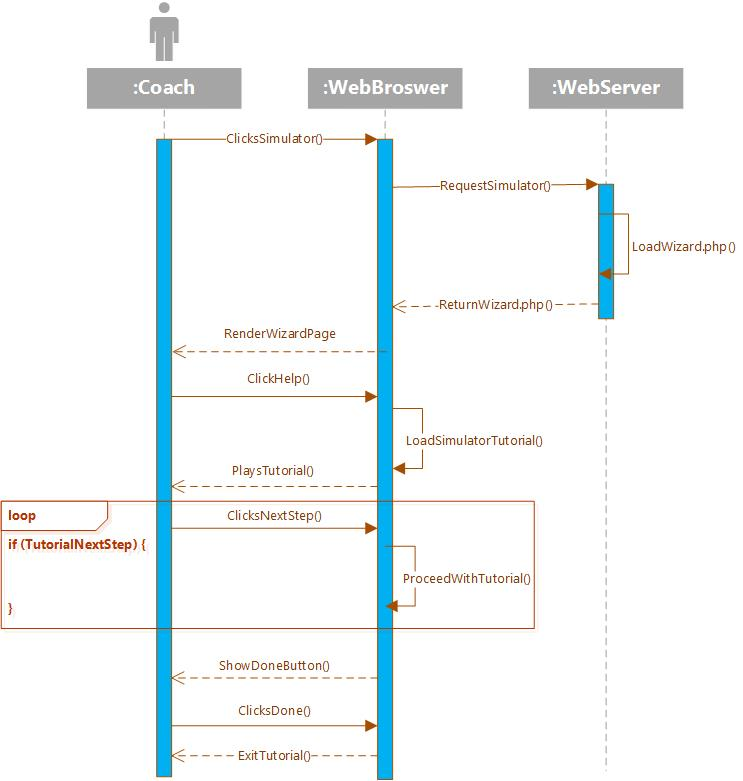 :Coach
:WebBroswer
:WebServer
ClicksSimulator()
RequestSimulator()
LoadWizard.php()
ReturnWizard.php()
RenderWizardPage
ClickHelp()
LoadSimulatorTutorial()
PlaysTutorial()
loop
ClicksNextStep()
if (TutorialNextStep) {
ProceedWithTutorial()
}
ShowDoneButton()
ClicksDone()
ExitTutorial()